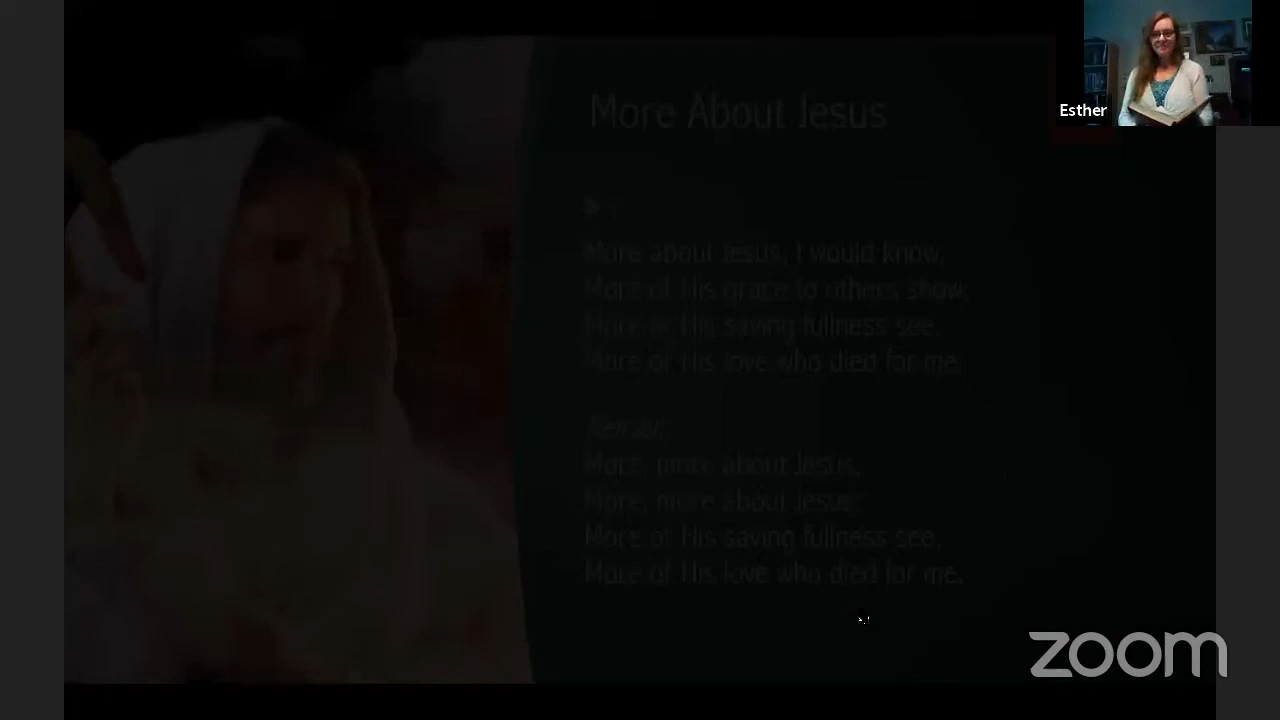 More About Jesus
Esther
More about Jesus, I would know,
More of His grace to others show;
More of His saving fullness see,
More of His love who died for me.
Refrain:
More, more about Jesus,
More, more about Jesus;
More of His saving fullness see,
More of His love who died for me.
zoom